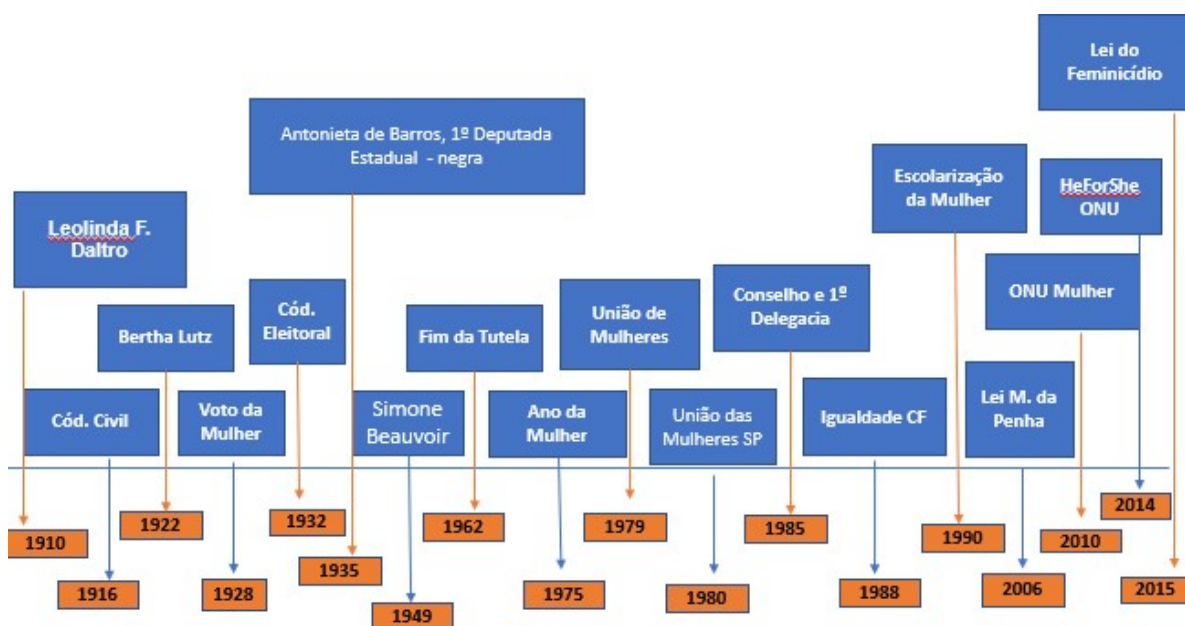 Lei do
Feminicídio
Antonieta de Barros, 1º Deputada
Estadual - negra
Escolarização
da Mulher
HeForShe
ONU
Leolinda F.
Daltro
Bertha Lutz
Cód.
Eleitoral
Fim da Tutela
União de
Mulheres
Conselho e 1º
Delegacia
ONU Mulher
Cód. Civil
Voto da
Mulher
Simone
Beauvoir
Ano da
Mulher
União das
Mulheres SP
Igualdade CF
Lei M. da
Penha
1910
1916
1922
1928
1932
1935
1949
1962
1975
1979
1980
1985
1988
1990
2006
2010
2014
2015